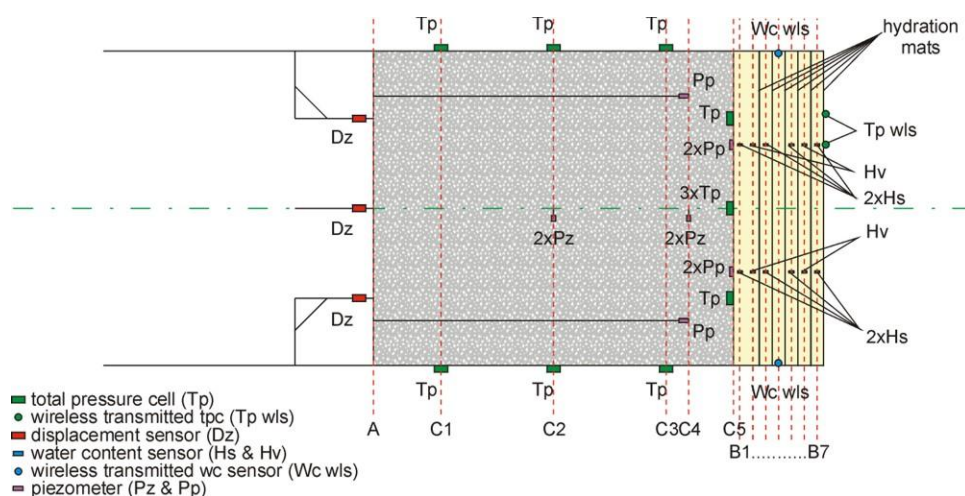 Tp Tp Tp Wc wls hydration
mats
Pp
Tp
Dz Tp wls
2xPp
Hv
3xTp 2xHs
Hv
Dz 2xPz 2xPz
2xPp
Tp
Dz Pp 2xHs
Tp Tp Tp Wc wls
total pressure cell (Tp)
wireless transmitted tpc (Tp wls)
displacement sensor (Dz)
water content sensor (Hs & Hv)
wireless transmitted wc sensor (Wc wls)
piezometer (Pz & Pp)
A C1 C2 C3 C4 C5
B1..........B7